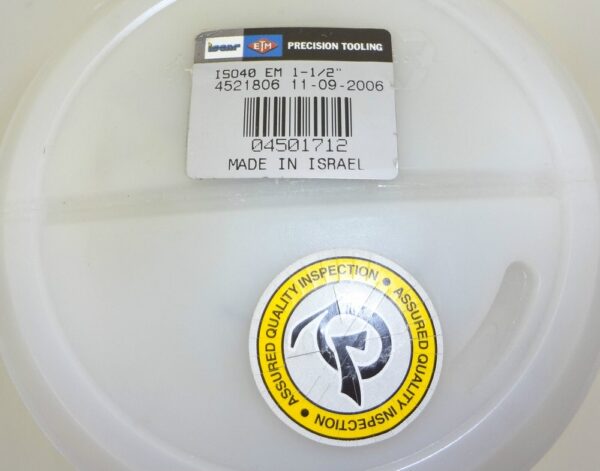 iscar ETM PRECISION TOOLING
ISO40 EM 1-1/2"
4521806 11-09-2006
04501712
MADE IN ISRAEL
ASSURED QUALITY INSPECTION • ASSURED QUALITY INSPECTION •